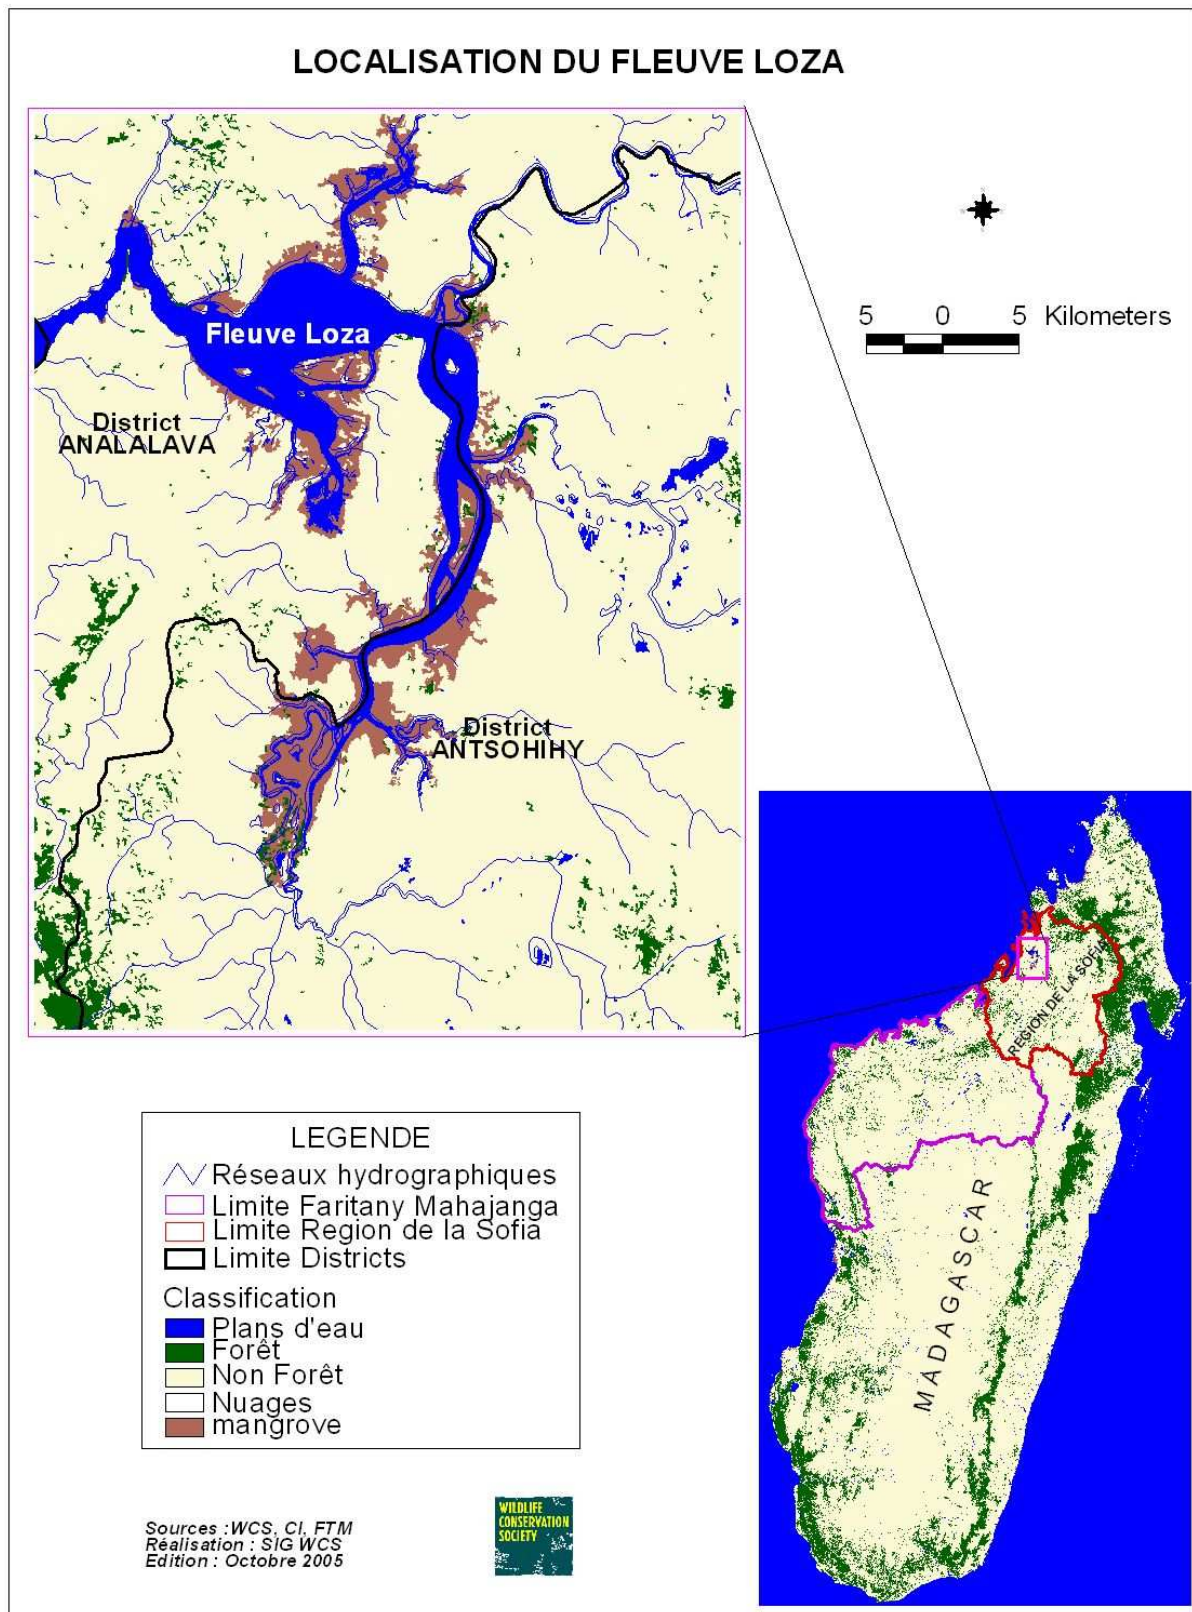 LOCALISATION DU FLEUVE LOZA
5 0 5 Kilometers
Fleuve Loza
District
ANALALAVA
District
ANTSOHIHY
REGION DE LA SOFIA
MADAGASCAR
LEGENDE
Réseaux hydrographiques
Limite Faritany Mahajanga
Limite Region de la Sofia
Limite Districts
Classification
Plans d'eau
Forêt
Non Forêt
Nuages
mangrove
Sources :WCS, CI, FTM
Réalisation : SIG WCS
Edition : Octobre 2005
WILDLIFE
CONSERVATION
SOCIETY